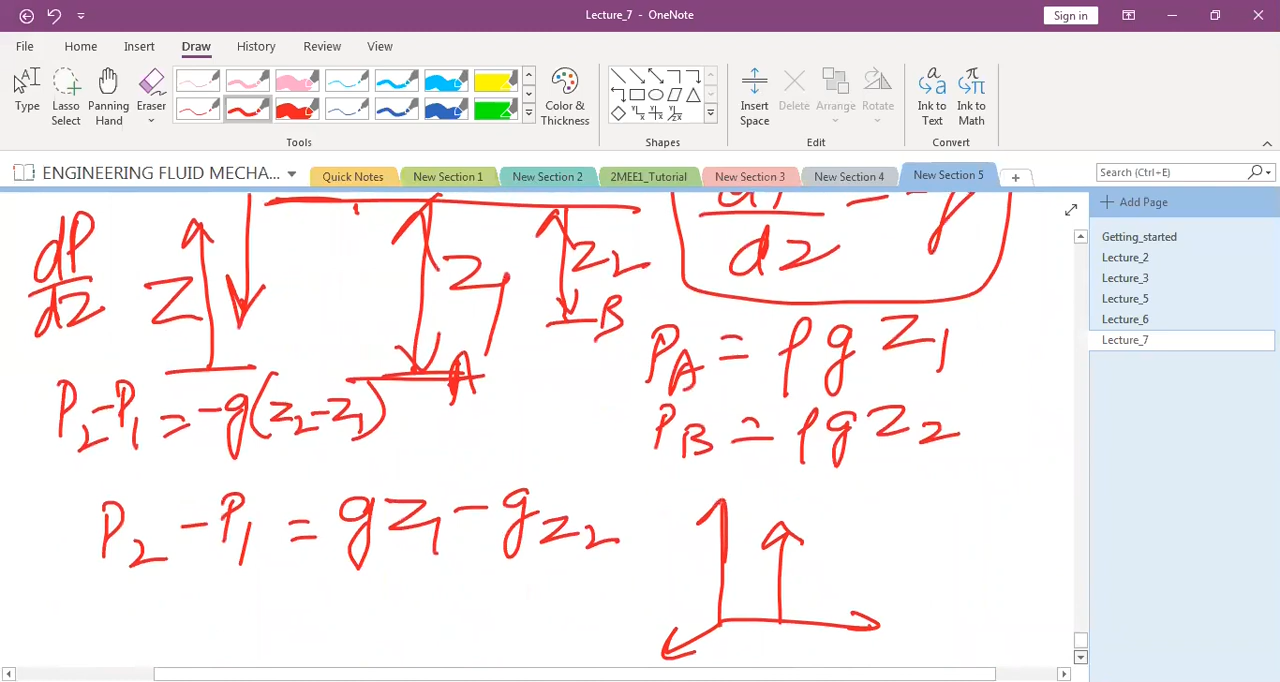 Lecture_7 - OneNote
Sign in
File Home Insert Draw History Review View
Type
Lasso Select
Panning Hand
Eraser
Color & Thickness
Insert Space
Delete
Arrange
Rotate
Ink to Text
Ink to Math
Tools
Shapes
Edit
Convert
ENGINEERING FLUID MECHA...
Quick Notes
New Section 1
New Section 2
2MEE1_Tutorial
New Section 3
New Section 4
New Section 5
Search (Ctrl+E)
Add Page
Getting_started
Lecture_2
Lecture_3
Lecture_5
Lecture_6
Lecture_7
dP/dz
Z
Z1
Z2
B
A
dz
P2-P1 = -g(z2-z1)
PA = ρgZ1
PB = ρgZ2
P2 - P1 = gz1 - gz2